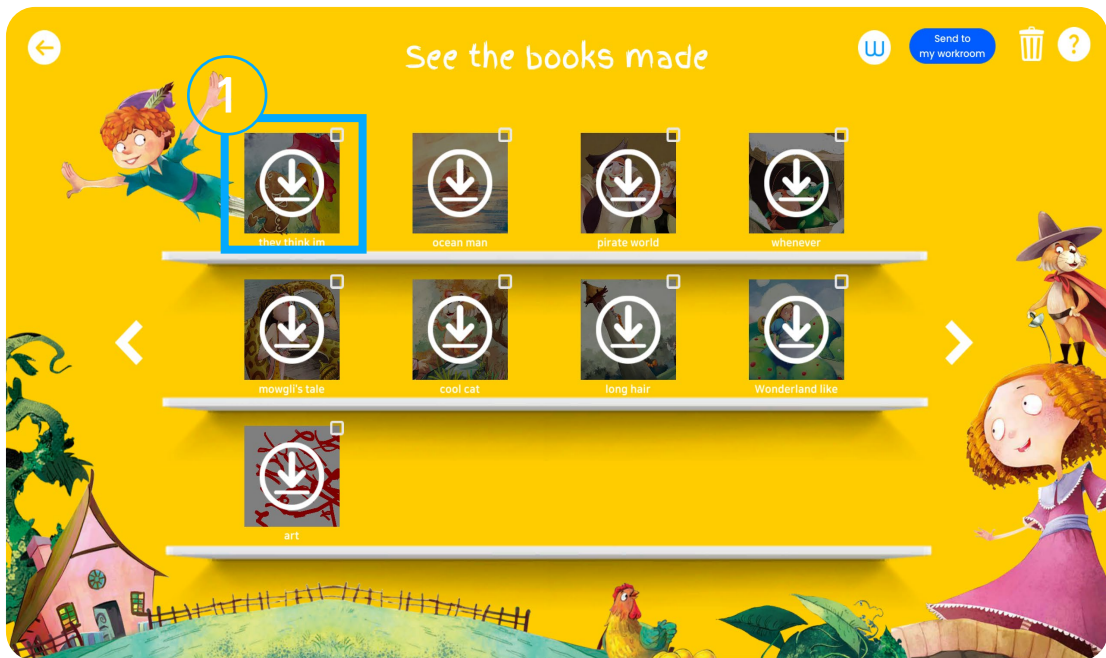 See the books made
W
Send to
my workroom
?
1
they think im
ocean man
pirate world
whenever
mowgli's tale
cool cat
long hair
Wonderland like
art